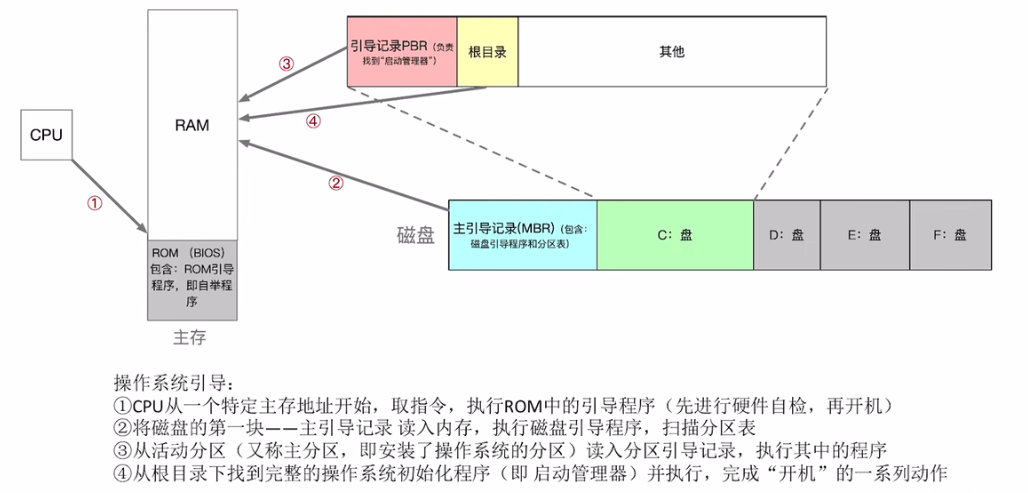 引导记录PBR（负责
找到“启动管理器”）
根目录
其他
③
④
RAM
CPU
②
①
主引导记录(MBR)（包含：
磁盘引导程序和分区表）
C：盘
D：盘
E：盘
F：盘
磁盘
ROM （BIOS）
包含：ROM引导
程序，即自举程
序
主存
操作系统引导：
①CPU从一个特定主存地址开始，取指令，执行ROM中的引导程序（先进行硬件自检，再开机）
②将磁盘的第一块——主引导记录 读入内存，执行磁盘引导程序，扫描分区表
③从活动分区（又称主分区，即安装了操作系统的分区）读入分区引导记录，执行其中的程序
④从根目录下找到完整的操作系统初始化程序（即 启动管理器）并执行，完成“开机”的一系列动作